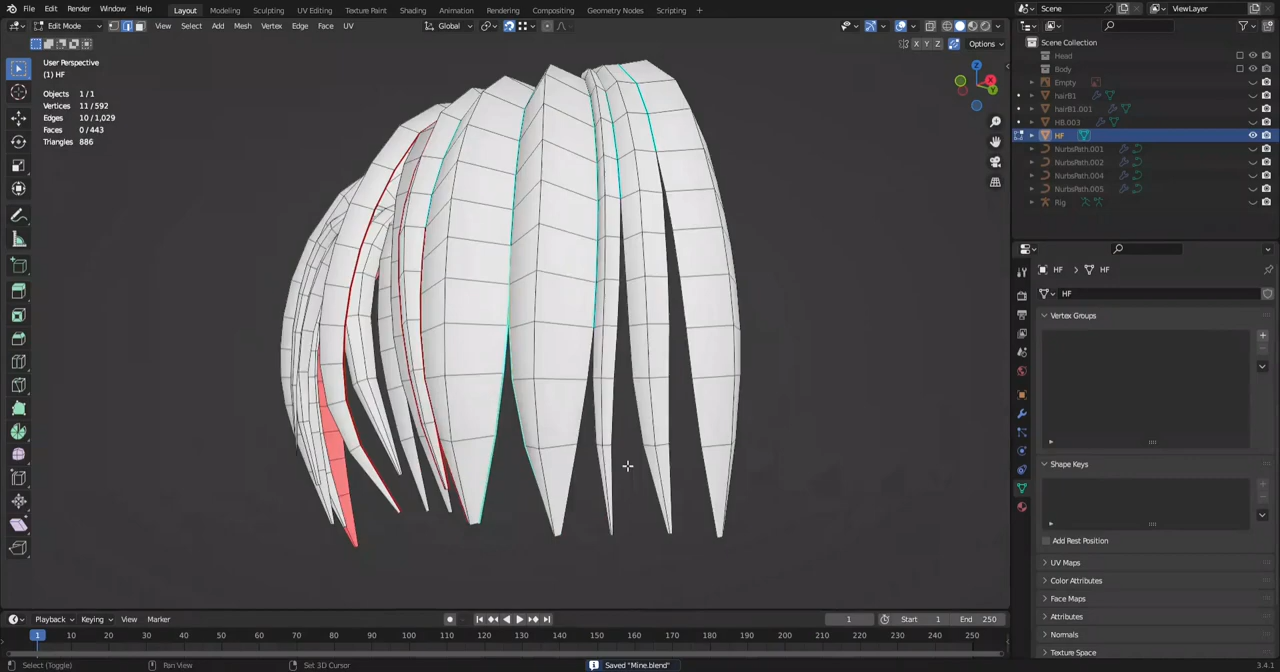 File Edit Render Window Help Layout Sculpting UV Editing Texture Paint Shading Animation Rendering Compositing Geometry Nodes Scripting + Scene ViewLayer
Edit Mode View Select Add Mesh Vertex Edge Face UV Global
X Y Z Options
User Perspective
(1) HF
Objects 1/1
Vertices 11/592
Edges 10/1,029
Faces 0/443
Triangles 886
Z
X
Y
Scene Collection
Head
Body
Empty
hairB1
hairB1.001
HB.003
HF
NurbsPath.001
NurbsPath.002
NurbsPath.004
NurbsPath.005
Rig
HF > HF
HF
Vertex Groups
Shape Keys
Add Rest Position
UV Maps
Color Attributes
Face Maps
Attributes
Normals
Texture Space
Playback Keying View Marker 1 Start 1 End 250
1 10 20 30 40 50 60 70 80 90 100 110 120 130 140 150 160 170 180 190 200 210 220 230 240 250
Select (Toggle) Pan View Set 3D Cursor Saved "Mine.blend" 3.4.1